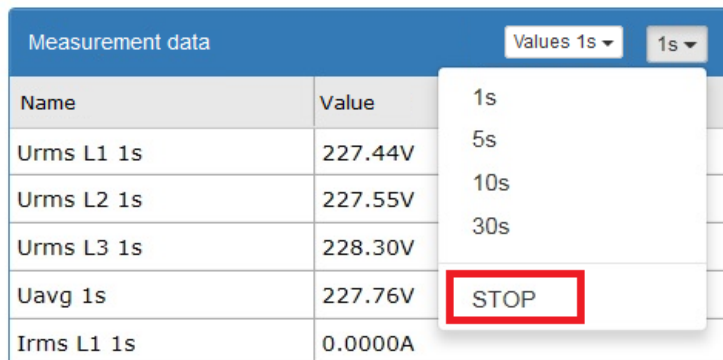 Measurement data Values 1s 1s
Name Value
1s
5s
10s
30s
STOP
Urms L1 1s 227.44V
Urms L2 1s 227.55V
Urms L3 1s 228.30V
Uavg 1s 227.76V
Irms L1 1s 0.0000A